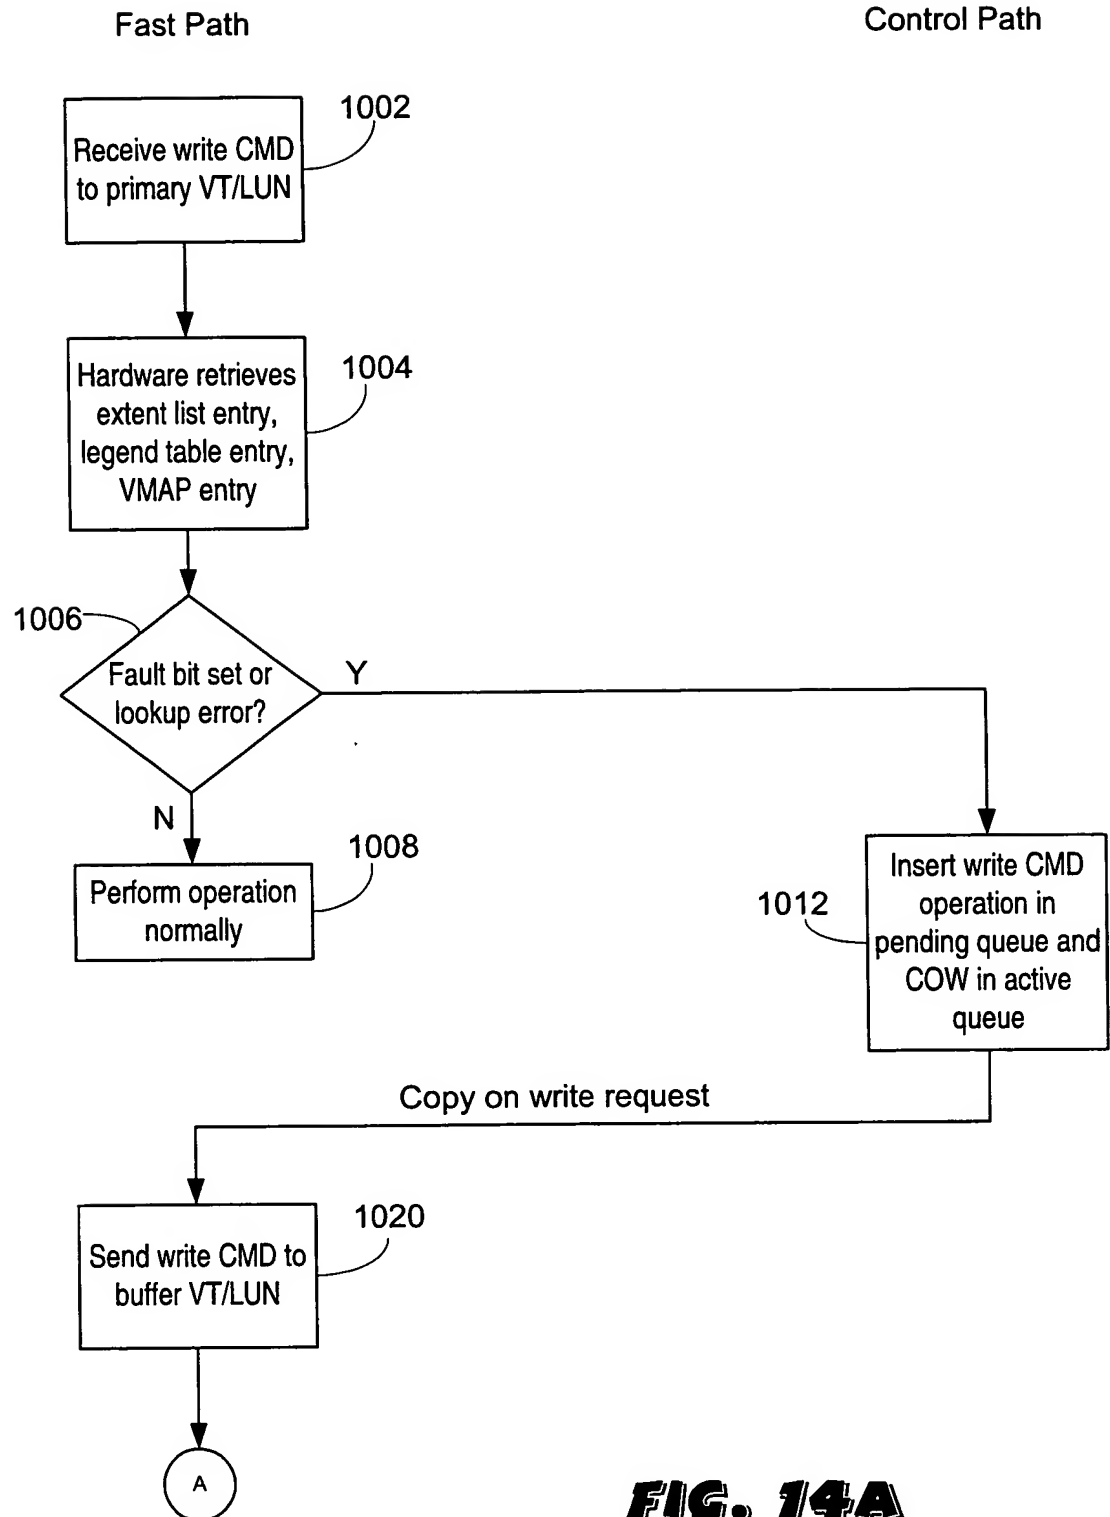 Fast Path
Control Path
1002
Receive write CMD
to primary VT/LUN
1004
Hardware retrieves
extent list entry,
legend table entry,
VMAP entry
1006
Fault bit set or
lookup error?
Y
N
1008
Perform operation
normally
1012
Insert write CMD
operation in
pending queue and
COW in active
queue
Copy on write request
1020
Send write CMD to
buffer VT/LUN
A
FIG. 14A